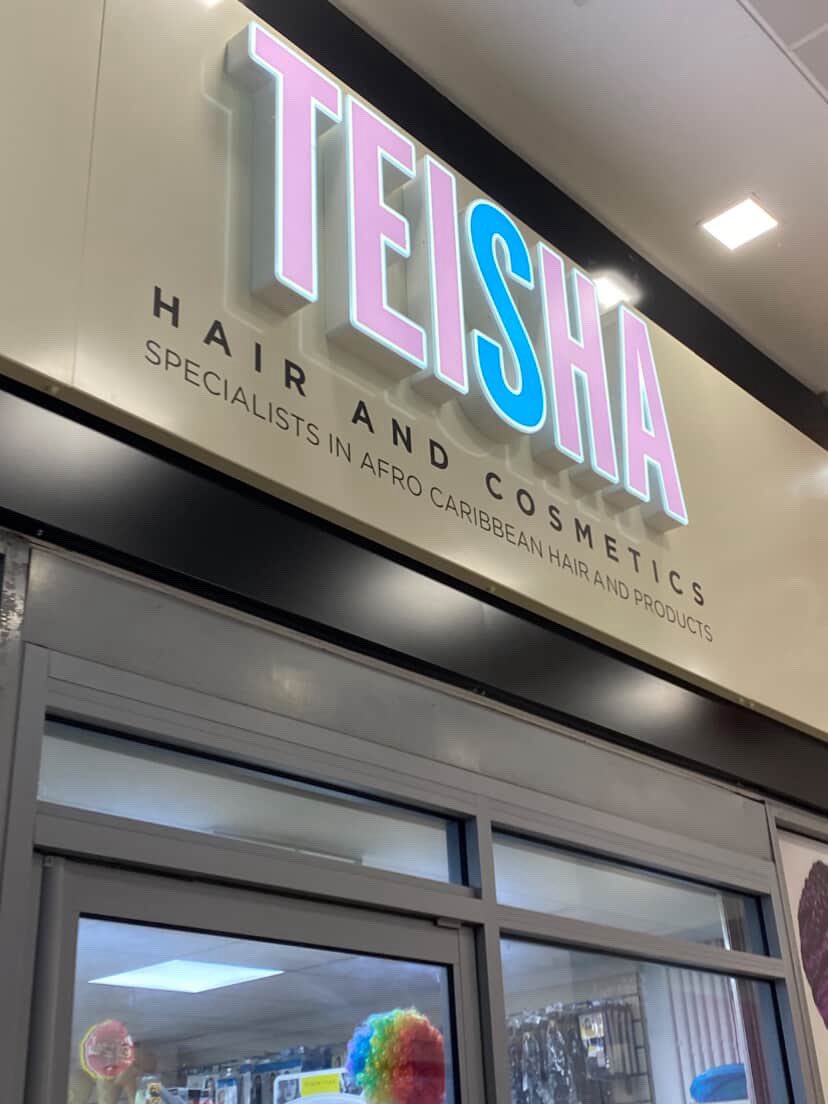 TEISHA
HAIR AND COSMETICS
SPECIALISTS IN AFRO CARIBBEAN HAIR AND PRODUCTS